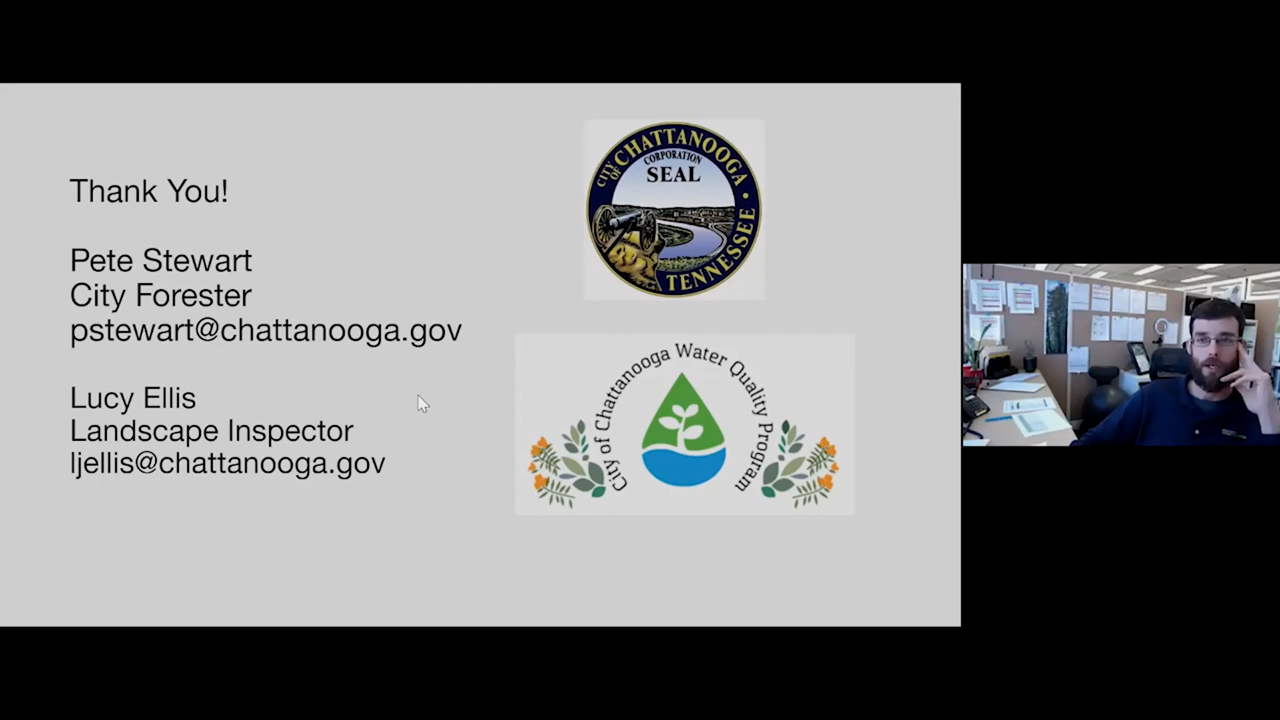 Thank You!
Pete Stewart
City Forester
pstewart@chattanooga.gov
Lucy Ellis
Landscape Inspector
ljellis@chattanooga.gov
CITY OF CHATTANOOGA • TENNESSEE
CORPORATION
SEAL
City of Chattanooga Water Quality Program